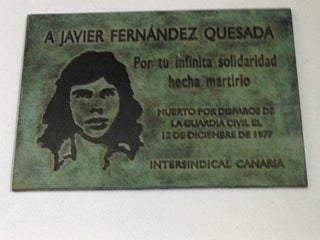 A JAVIER FERNÁNDEZ QUESADA
Por tu infinita solidaridad
hecha martirio
MUERTO POR DISPAROS DE
LA GUARDIA CIVIL EL
12 DE DICIEMBRE DE 1977
INTERSINDICAL CANARIA